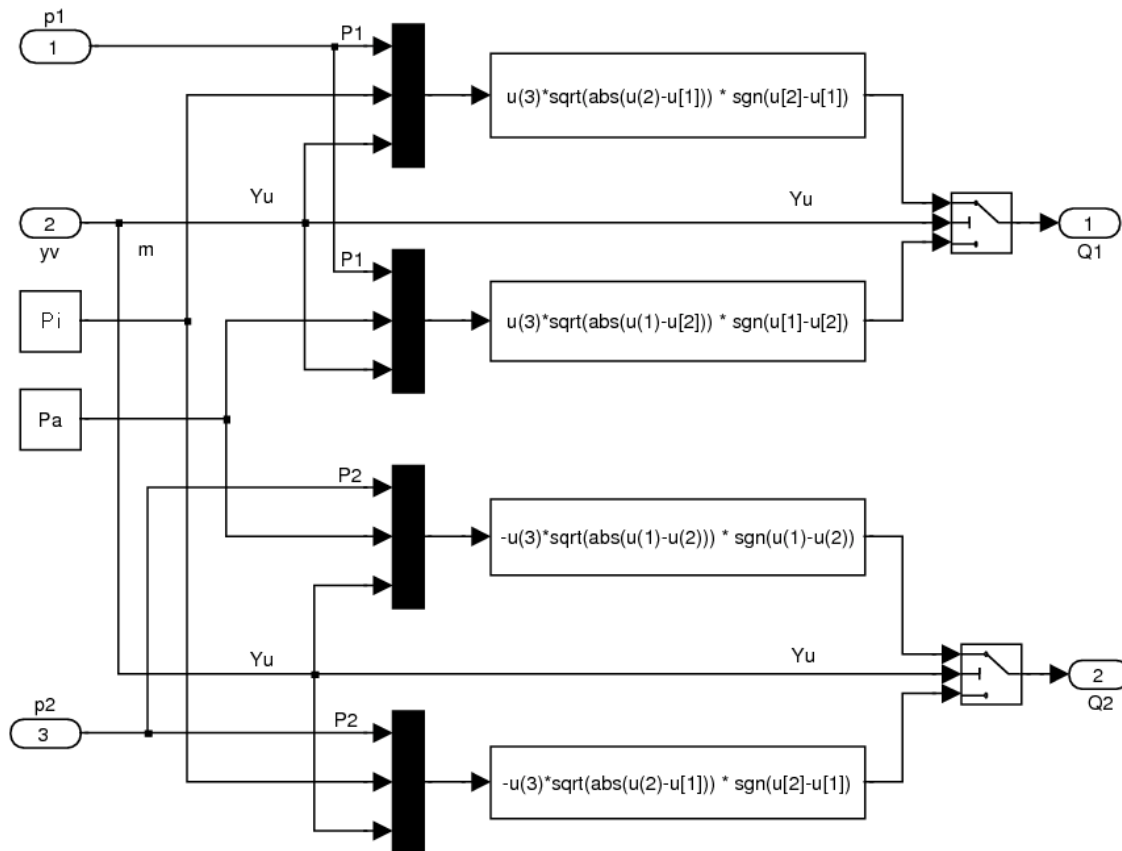 p1
1
P1
u(3)*sqrt(abs(u(2)-u[1])) * sgn(u[2]-u[1])
2
yv
m
Yu
Yu
1
Q1
P1
Pi
u(3)*sqrt(abs(u(1)-u[2])) * sgn(u[1]-u[2])
Pa
P2
-u(3)*sqrt(abs(u(1)-u(2))) * sgn(u(1)-u(2))
Yu
Yu
2
Q2
p2
3
P2
-u(3)*sqrt(abs(u(2)-u[1])) * sgn(u[2]-u[1])